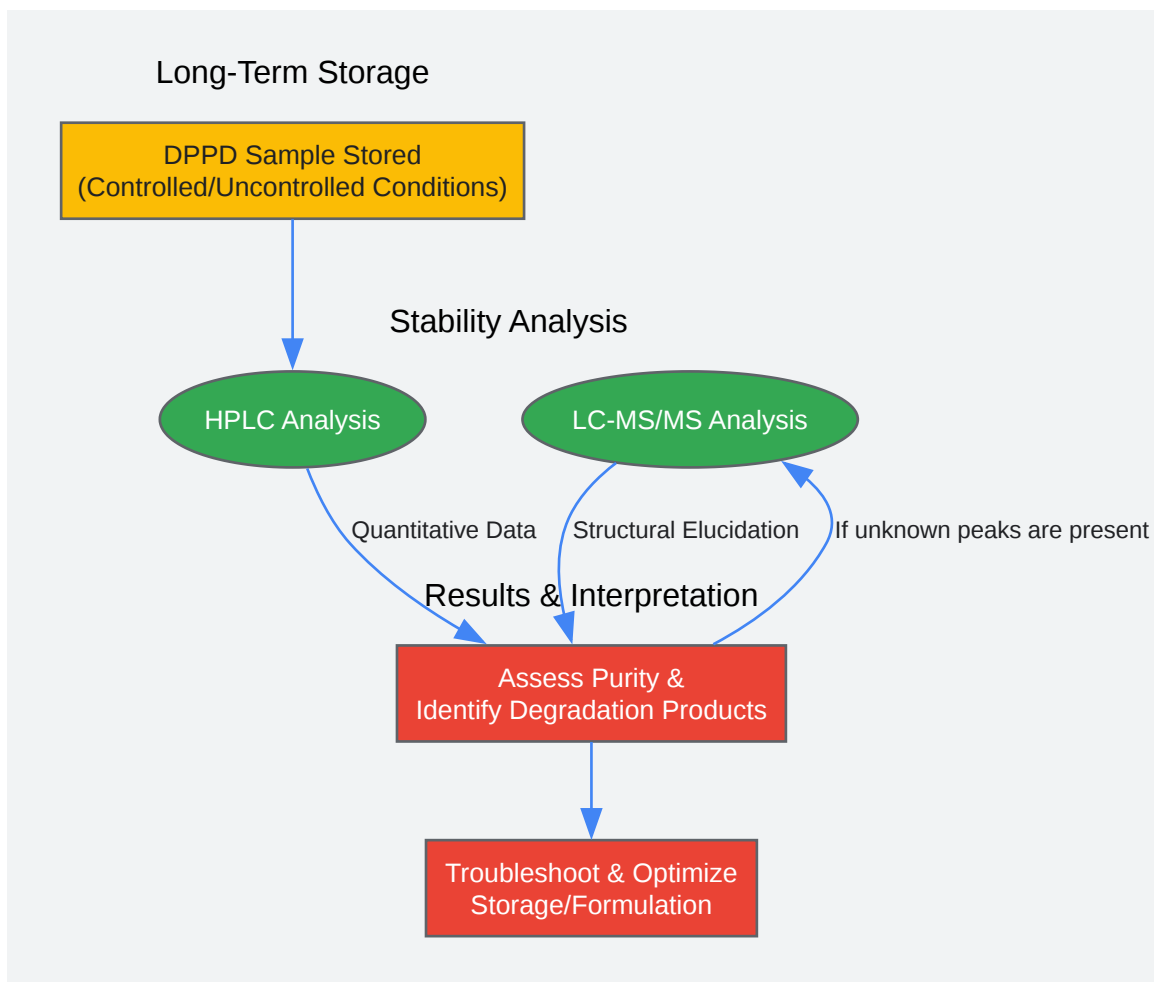 Long-Term Storage
DPPD Sample Stored
(Controlled/Uncontrolled Conditions)
Stability Analysis
HPLC Analysis
LC-MS/MS Analysis
Quantitative Data
Structural Elucidation
If unknown peaks are present
Results & Interpretation
Assess Purity &
Identify Degradation Products
Troubleshoot & Optimize
Storage/Formulation